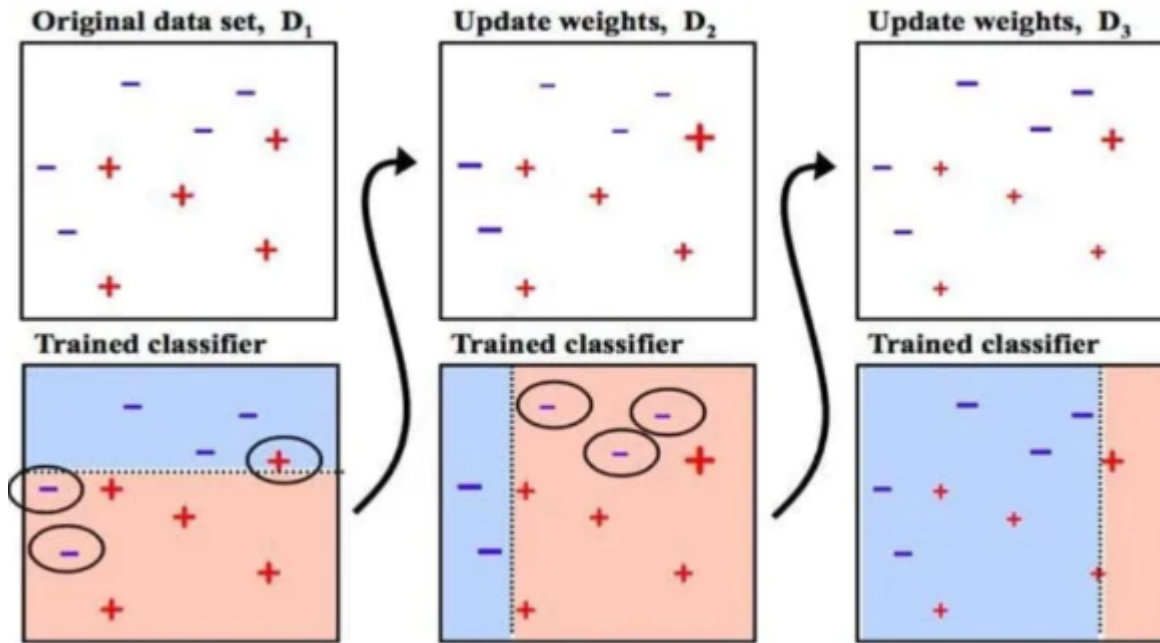 Original data set, D₁
Update weights, D₂
Update weights, D₃
Trained classifier
Trained classifier
Trained classifier